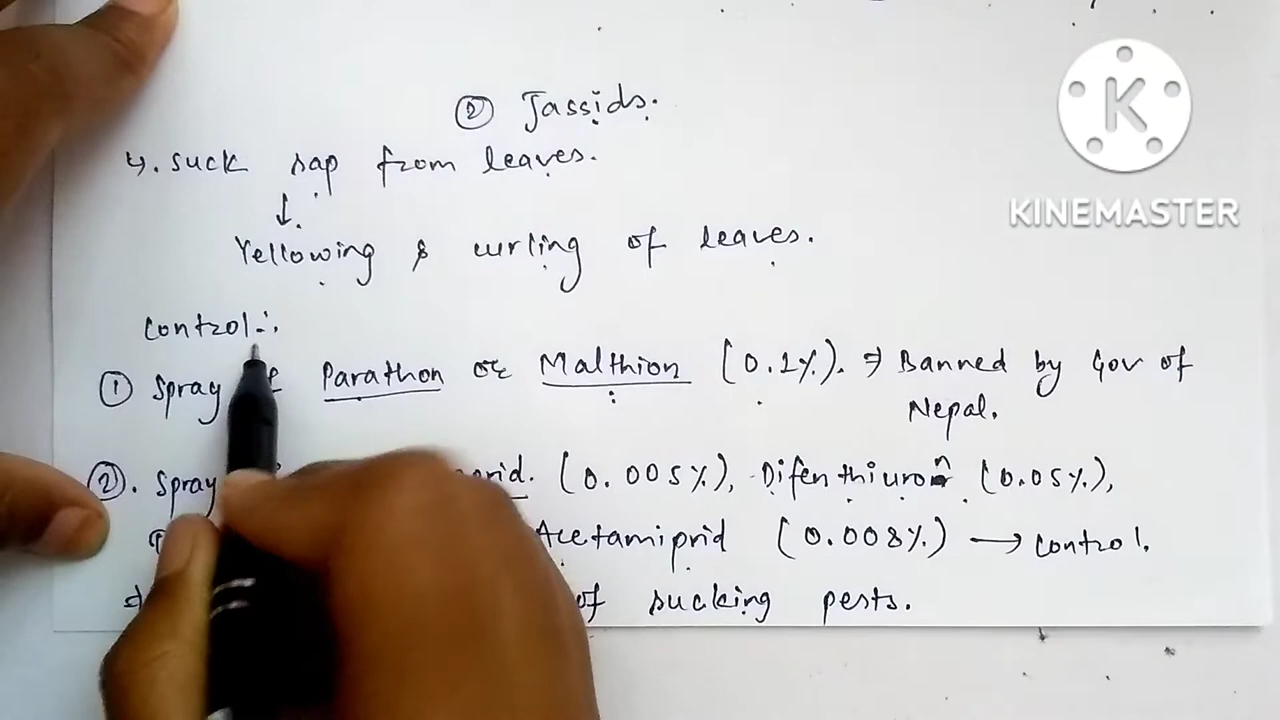 ② Jassids.
↳. suck sap from leaves.
↓.
Yellowing & curling of leaves.
Control:-
① Spray Parathon or Malthion (0.1%). ⇒ Banned by Gov of
Nepal.
②. Spray (0.005%), Difenthiuron (0.05%),
Acetamiprid (0.008%) → control.
of sucking pests.
K
KINEMASTER